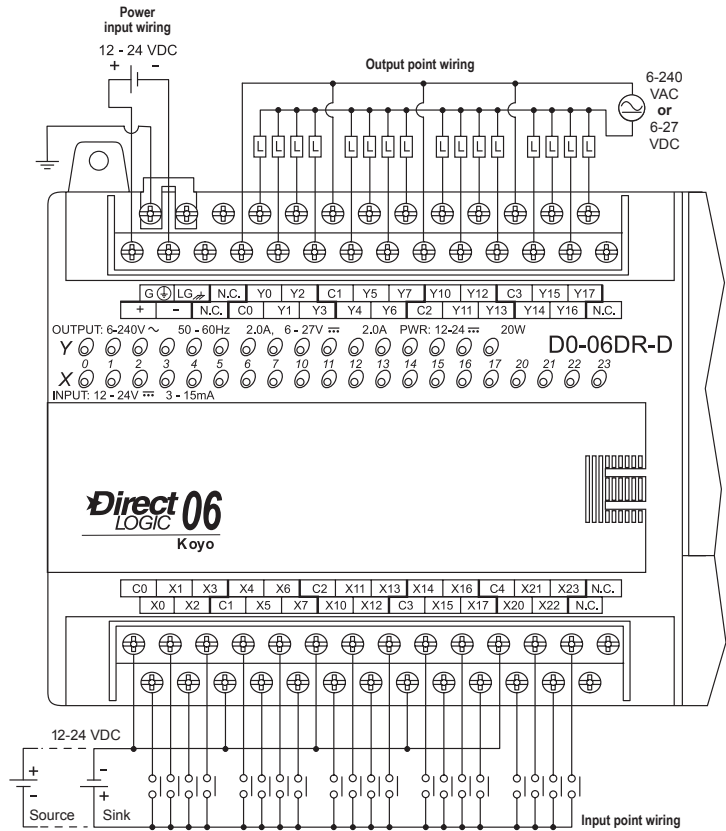 Power
input wiring
12 - 24 VDC
+ −
Output point wiring
6-240
VAC
or
6-27
VDC
L L L L L L L L L L L L L L L L
G LG N.C. Y0 Y2 C1 Y5 Y7 Y10 Y12 C3 Y15 Y17
+ − N.C. C0 Y1 Y3 Y4 Y6 C2 Y11 Y13 Y14 Y16 N.C.
OUTPUT: 6-240V ~ 50 - 60Hz 2.0A, 6 - 27V ⎓ 2.0A PWR: 12-24 ⎓ 20W
Y D0-06DR-D
0 1 2 3 4 5 6 7 10 11 12 13 14 15 16 17 20 21 22 23
X
INPUT: 12 - 24V ⎓ 3 - 15mA
Direct 06
LOGIC
Koyo
C0 X1 X3 X4 X6 C2 X11 X13 X14 X16 C4 X21 X23 N.C.
X0 X2 C1 X5 X7 X10 X12 C3 X15 X17 X20 X22 N.C.
12-24 VDC
+ −
− +
Source Sink
Input point wiring